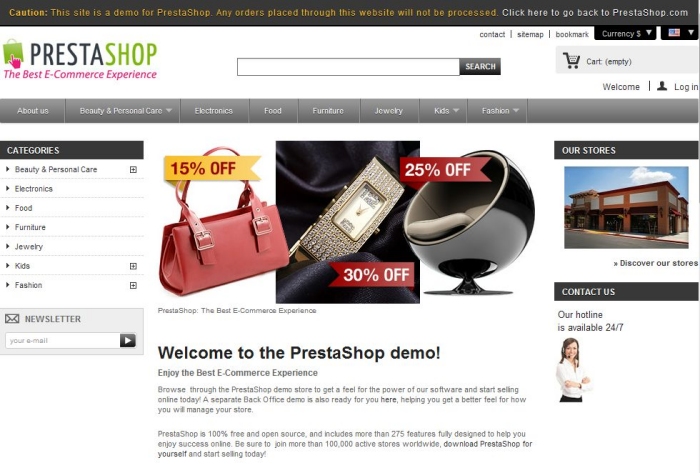 Caution: This site is a demo for PrestaShop. Any orders placed through this website will not be processed. Click here to go back to PrestaShop.com
contact | sitemap | bookmark
Currency $
PRESTASHOP
The Best E-Commerce Experience
SEARCH
Cart: (empty)
Welcome | Log in
About us
Beauty & Personal Care
Electronics
Food
Furniture
Jewelry
Kids
Fashion
CATEGORIES
Beauty & Personal Care
Electronics
Food
Furniture
Jewelry
Kids
Fashion
NEWSLETTER
your e-mail
15% OFF
30% OFF
25% OFF
PrestaShop: The Best E-Commerce Experience
Welcome to the PrestaShop demo!
Enjoy the Best E-Commerce Experience
Browse through the PrestaShop demo store to get a feel for the power of our software and start selling
online today! A separate Back Office demo is also ready for you here, helping you get a better feel for how
you will manage your store.
PrestaShop is 100% free and open source, and includes more than 275 features fully designed to help you
enjoy success online. Be sure to join more than 100,000 active stores worldwide, download PrestaShop for
yourself and start selling today!
OUR STORES
» Discover our stores
CONTACT US
Our hotline
is available 24/7